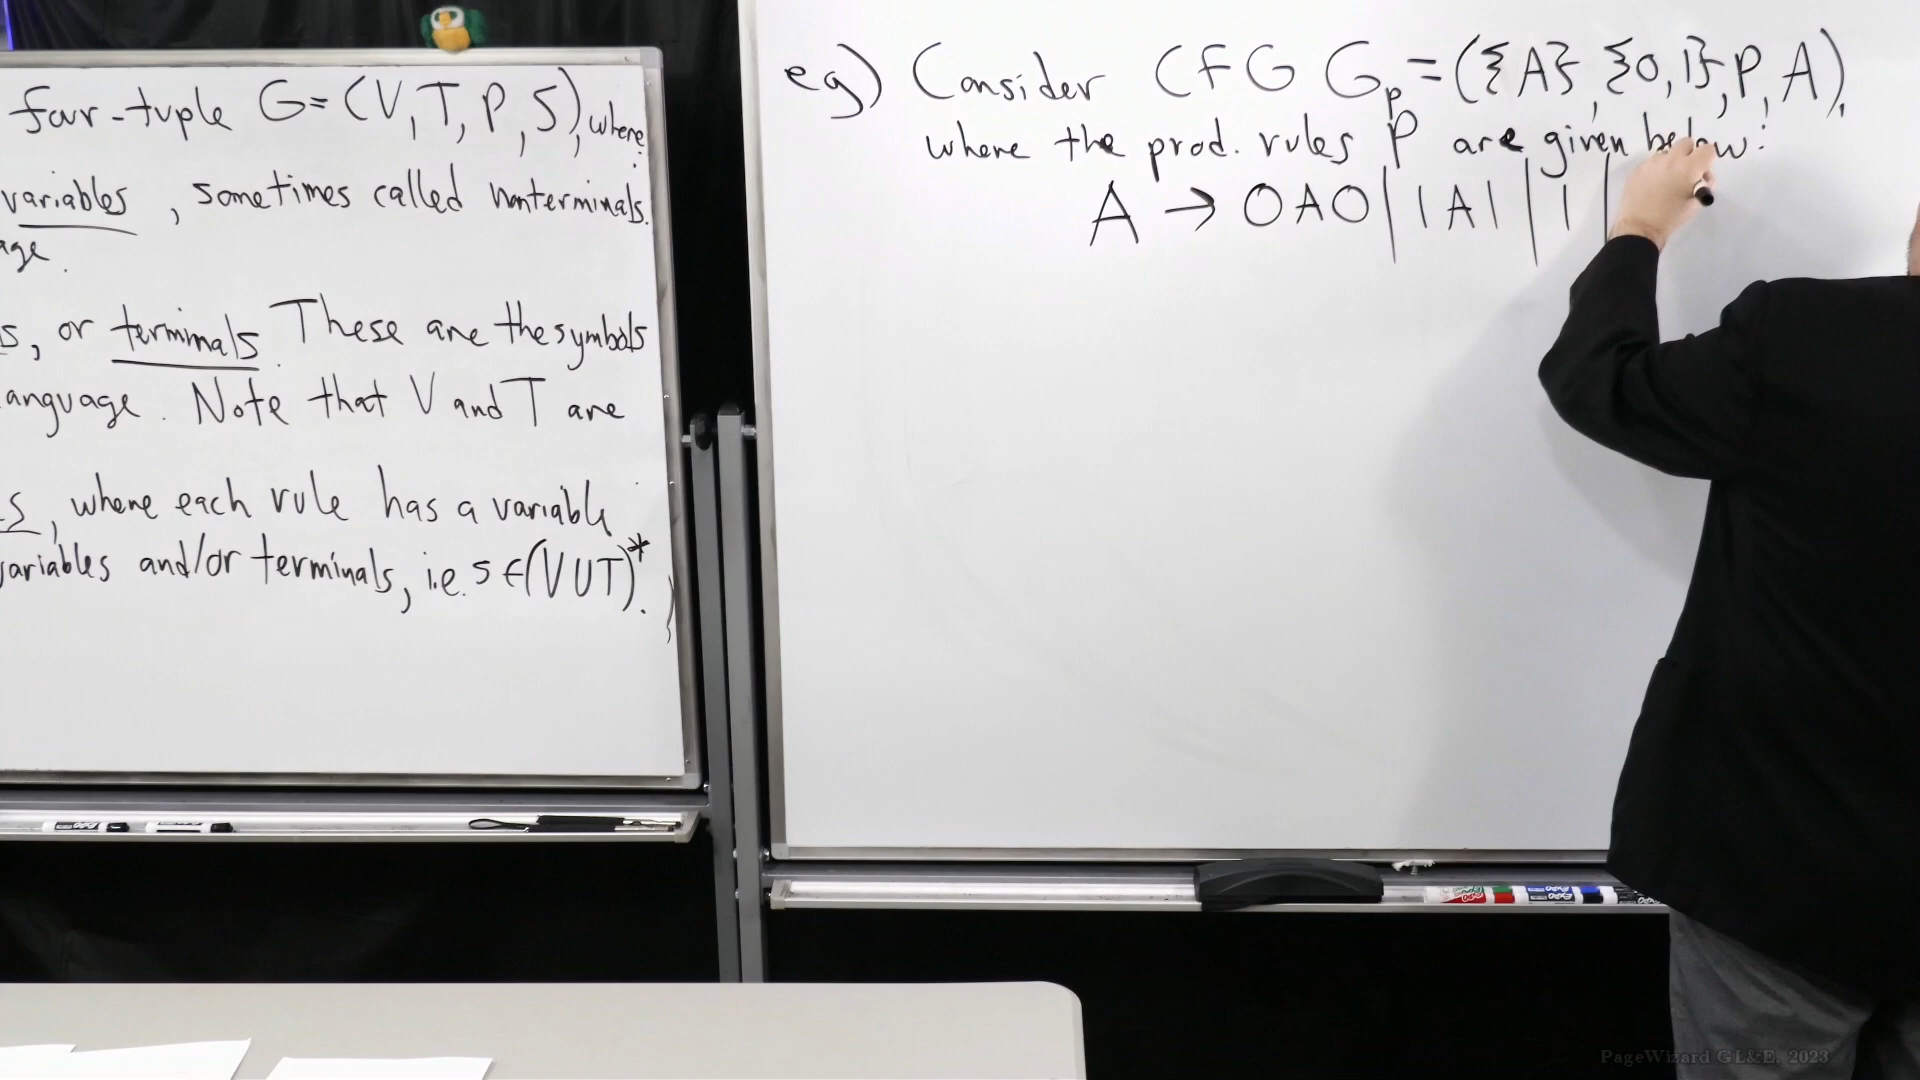 four-tuple G=(V,T,P,S), where:
variables, sometimes called nonterminals.
age.
s, or terminals. These are the symbols
anguage. Note that V and T are
s, where each rule has a variable
variables and/or terminals, i.e. s ∈ (V∪T)*.
eg) Consider CFG Gp=({A},{0,1},P,A),
where the prod. rules P are given below:
A → 0A0 | 1A1 | 1 |
PageWizard GL&E, 2023